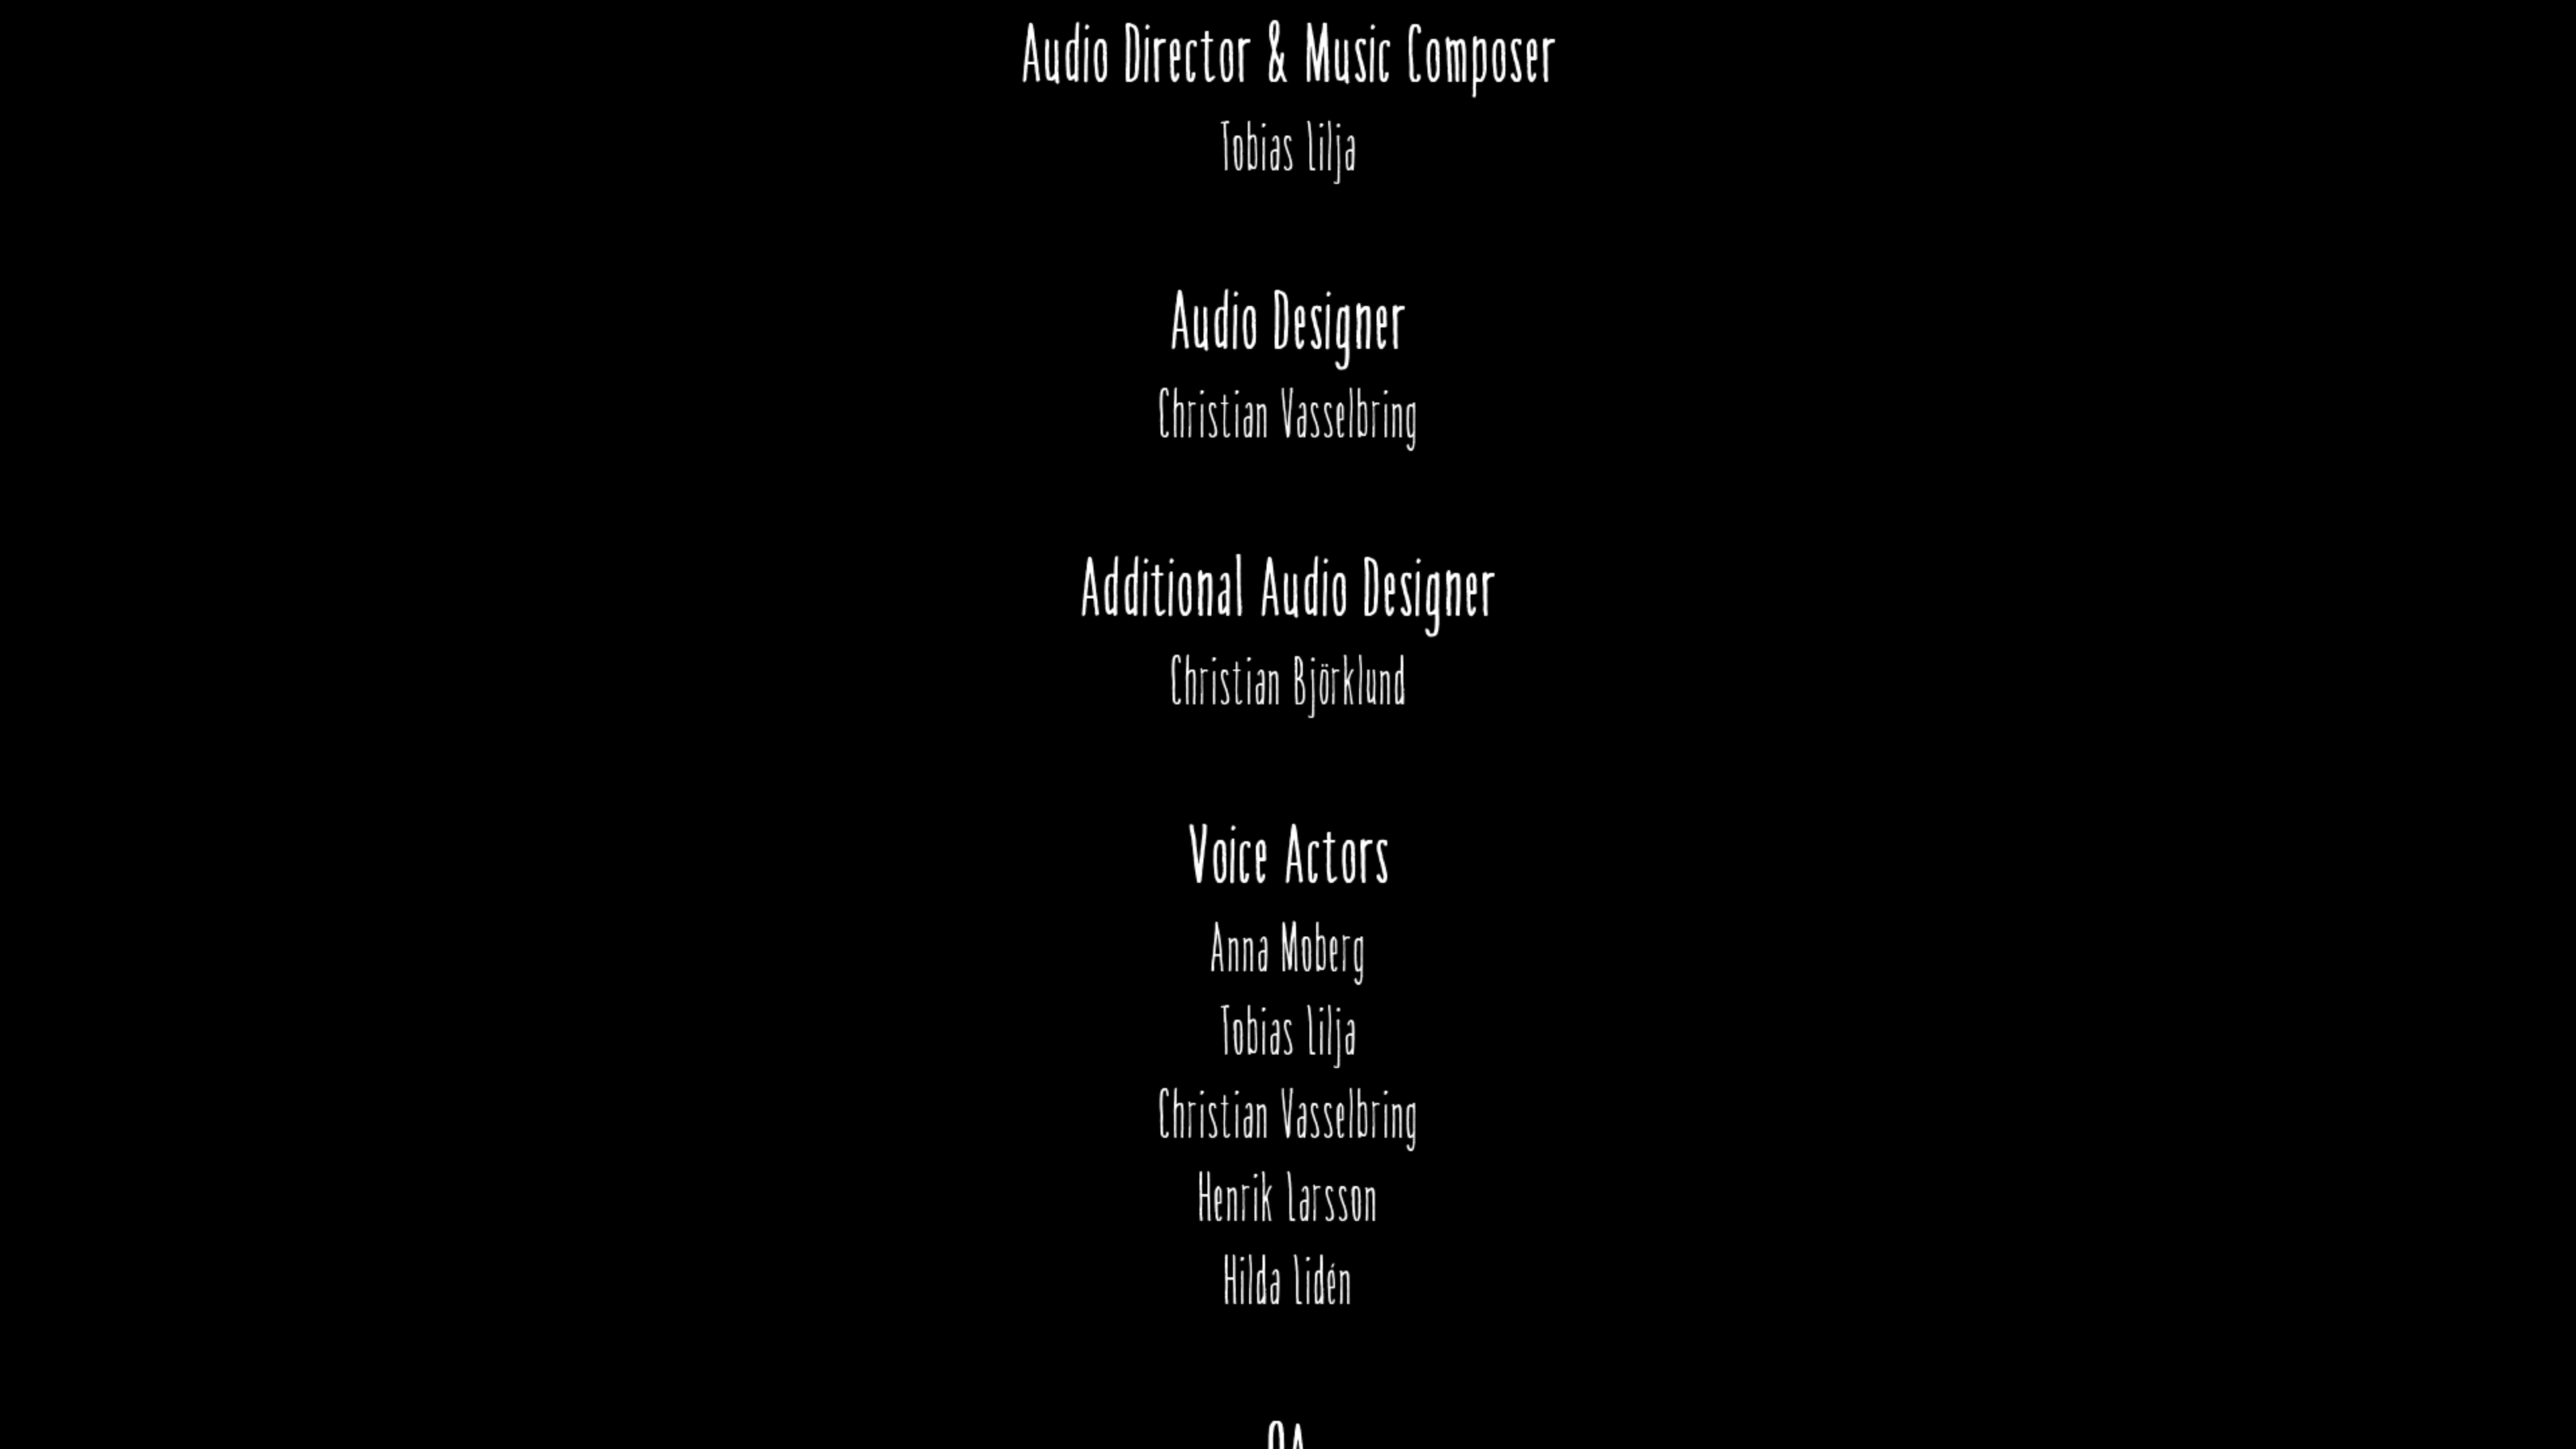 Audio Director & Music Composer
Tobias Lilja
Audio Designer
Christian Vasselbring
Additional Audio Designer
Christian Björklund
Voice Actors
Anna Moberg
Tobias Lilja
Christian Vasselbring
Henrik Larsson
Hilda Lidén
QA